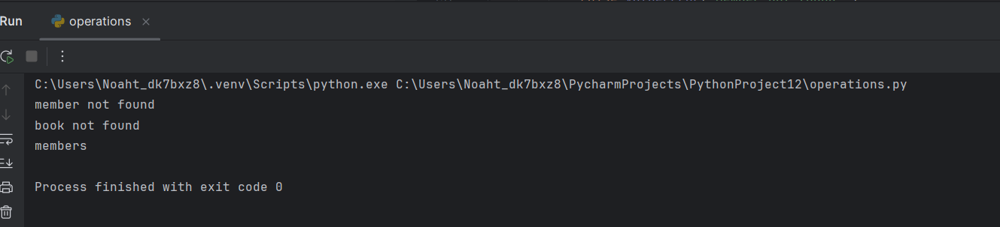 Run
operations
C:\Users\Noaht_dk7bxz8\.venv\Scripts\python.exe C:\Users\Noaht_dk7bxz8\PycharmProjects\PythonProject12\operations.py
member not found
book not found
members
Process finished with exit code 0